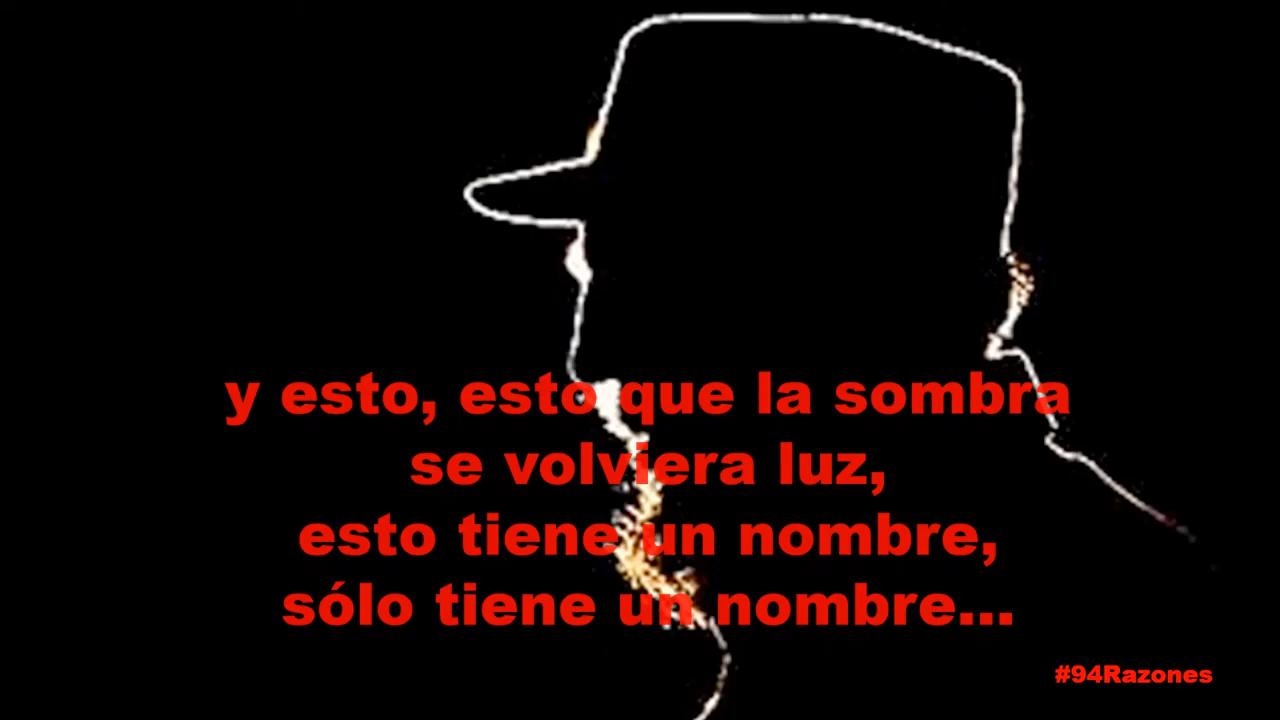 y esto, esto que la sombra
se volviera luz,
esto tiene un nombre,
sólo tiene un nombre...
#94Razones